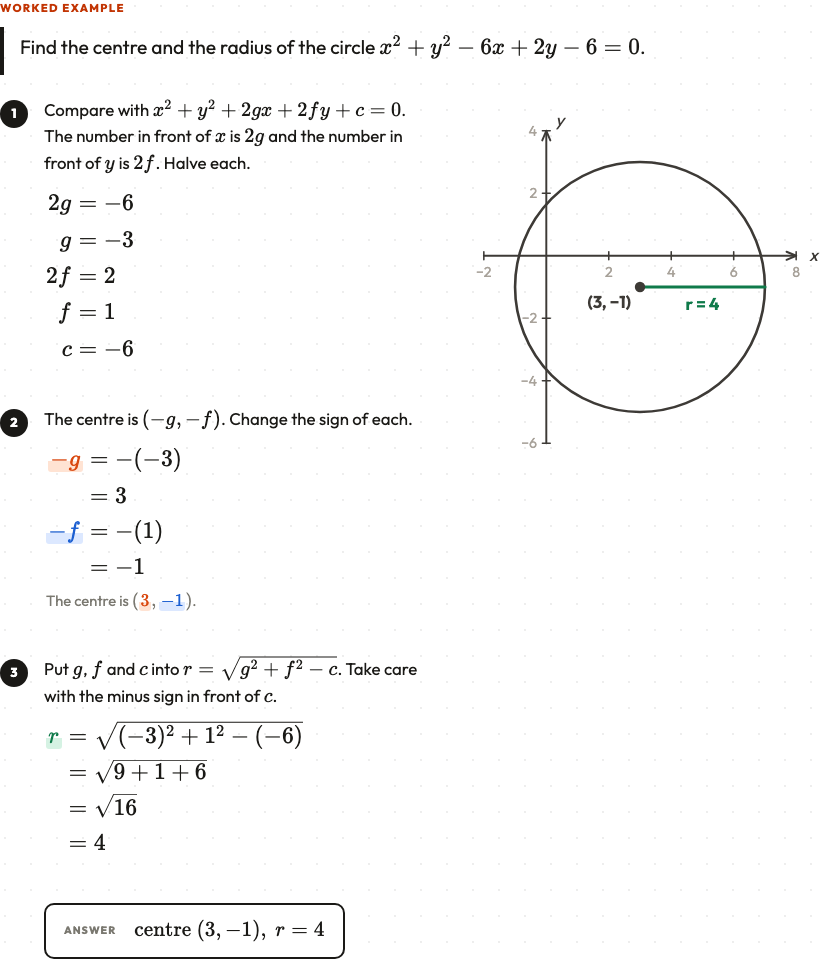 WORKED EXAMPLE
Find the centre and the radius of the circle x² + y² − 6x + 2y − 6 = 0.
1
Compare with x² + y² + 2gx + 2fy + c = 0.
The number in front of x is 2g and the number in
front of y is 2f. Halve each.
2g = −6
g = −3
2f = 2
f = 1
c = −6
y
4
2
−2
2
4
6
8
x
(3, −1)
r = 4
−2
−4
−6
2
The centre is (−g, −f). Change the sign of each.
−g = −(−3)
= 3
−f = −(1)
= −1
The centre is (3, −1).
3
Put g, f and c into r = √(g² + f² − c). Take care
with the minus sign in front of c.
r = √((−3)² + 1² − (−6))
= √(9 + 1 + 6)
= √16
= 4
ANSWER centre (3, −1), r = 4